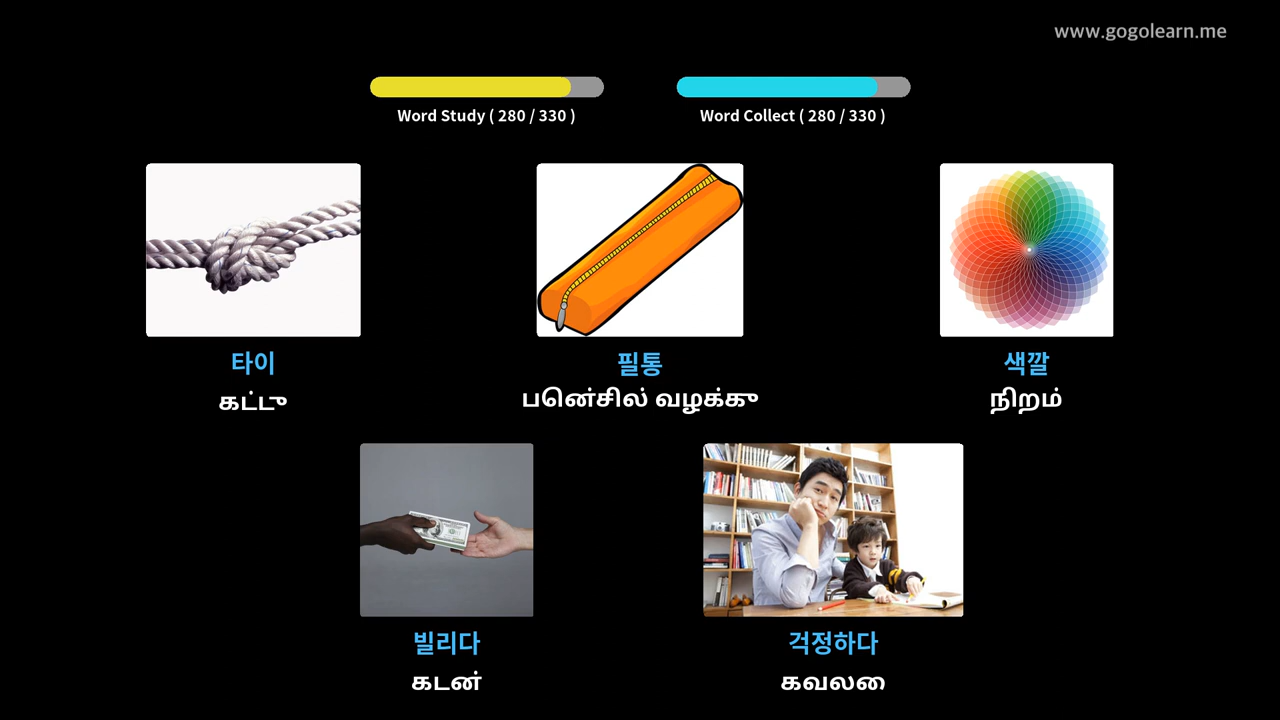 www.gogolearn.me
Word Study ( 280 / 330 )
Word Collect ( 280 / 330 )
타이
필통
색깔
கட்டு
பென்சில் வழக்கு
நிறம்
빌리다
걱정하다
கடன்
கவலை